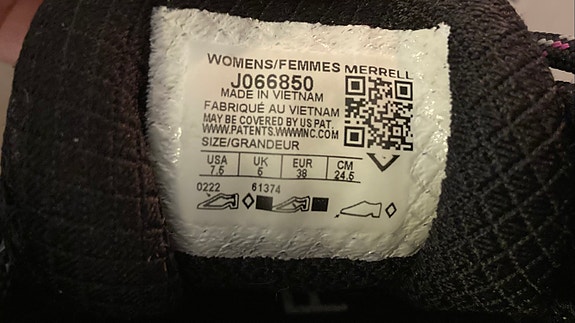 WOMENS/FEMMES MERRELL
J066850
MADE IN VIETNAM
FABRIQUÉ AU VIETNAM
MAY BE COVERED BY US PAT.
WWW.PATENTS.WWWINC.COM
SIZE/GRANDEUR
USA UK EUR CM
7.5 5 38 24.5
0222 61374